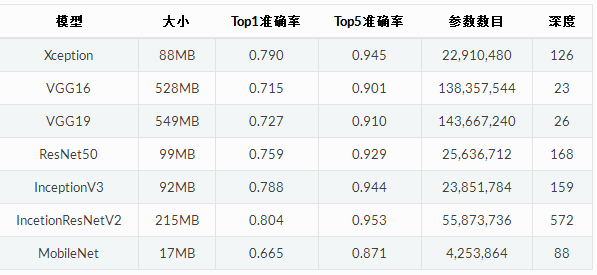 模型 大小 Top1准确率 Top5准确率 参数数目 深度
Xception 88MB 0.790 0.945 22,910,480 126
VGG16 528MB 0.715 0.901 138,357,544 23
VGG19 549MB 0.727 0.910 143,667,240 26
ResNet50 99MB 0.759 0.929 25,636,712 168
InceptionV3 92MB 0.788 0.944 23,851,784 159
IncetionResNetV2 215MB 0.804 0.953 55,873,736 572
MobileNet 17MB 0.665 0.871 4,253,864 88